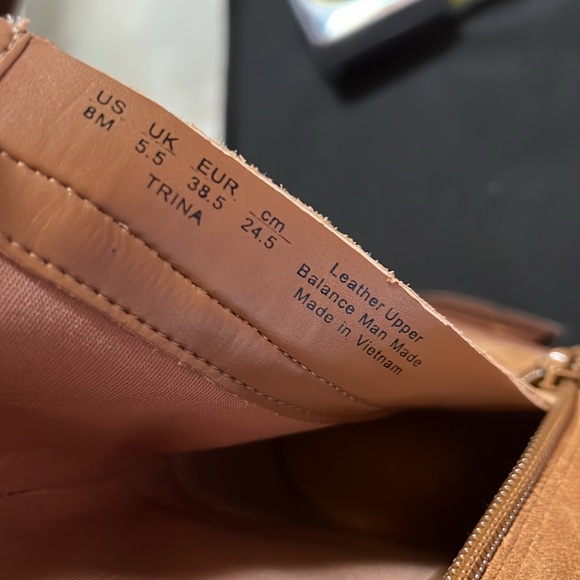 US UK EUR cm
8M 5.5 38.5 24.5
TRINA
Leather Upper
Balance Man Made
Made in Vietnam